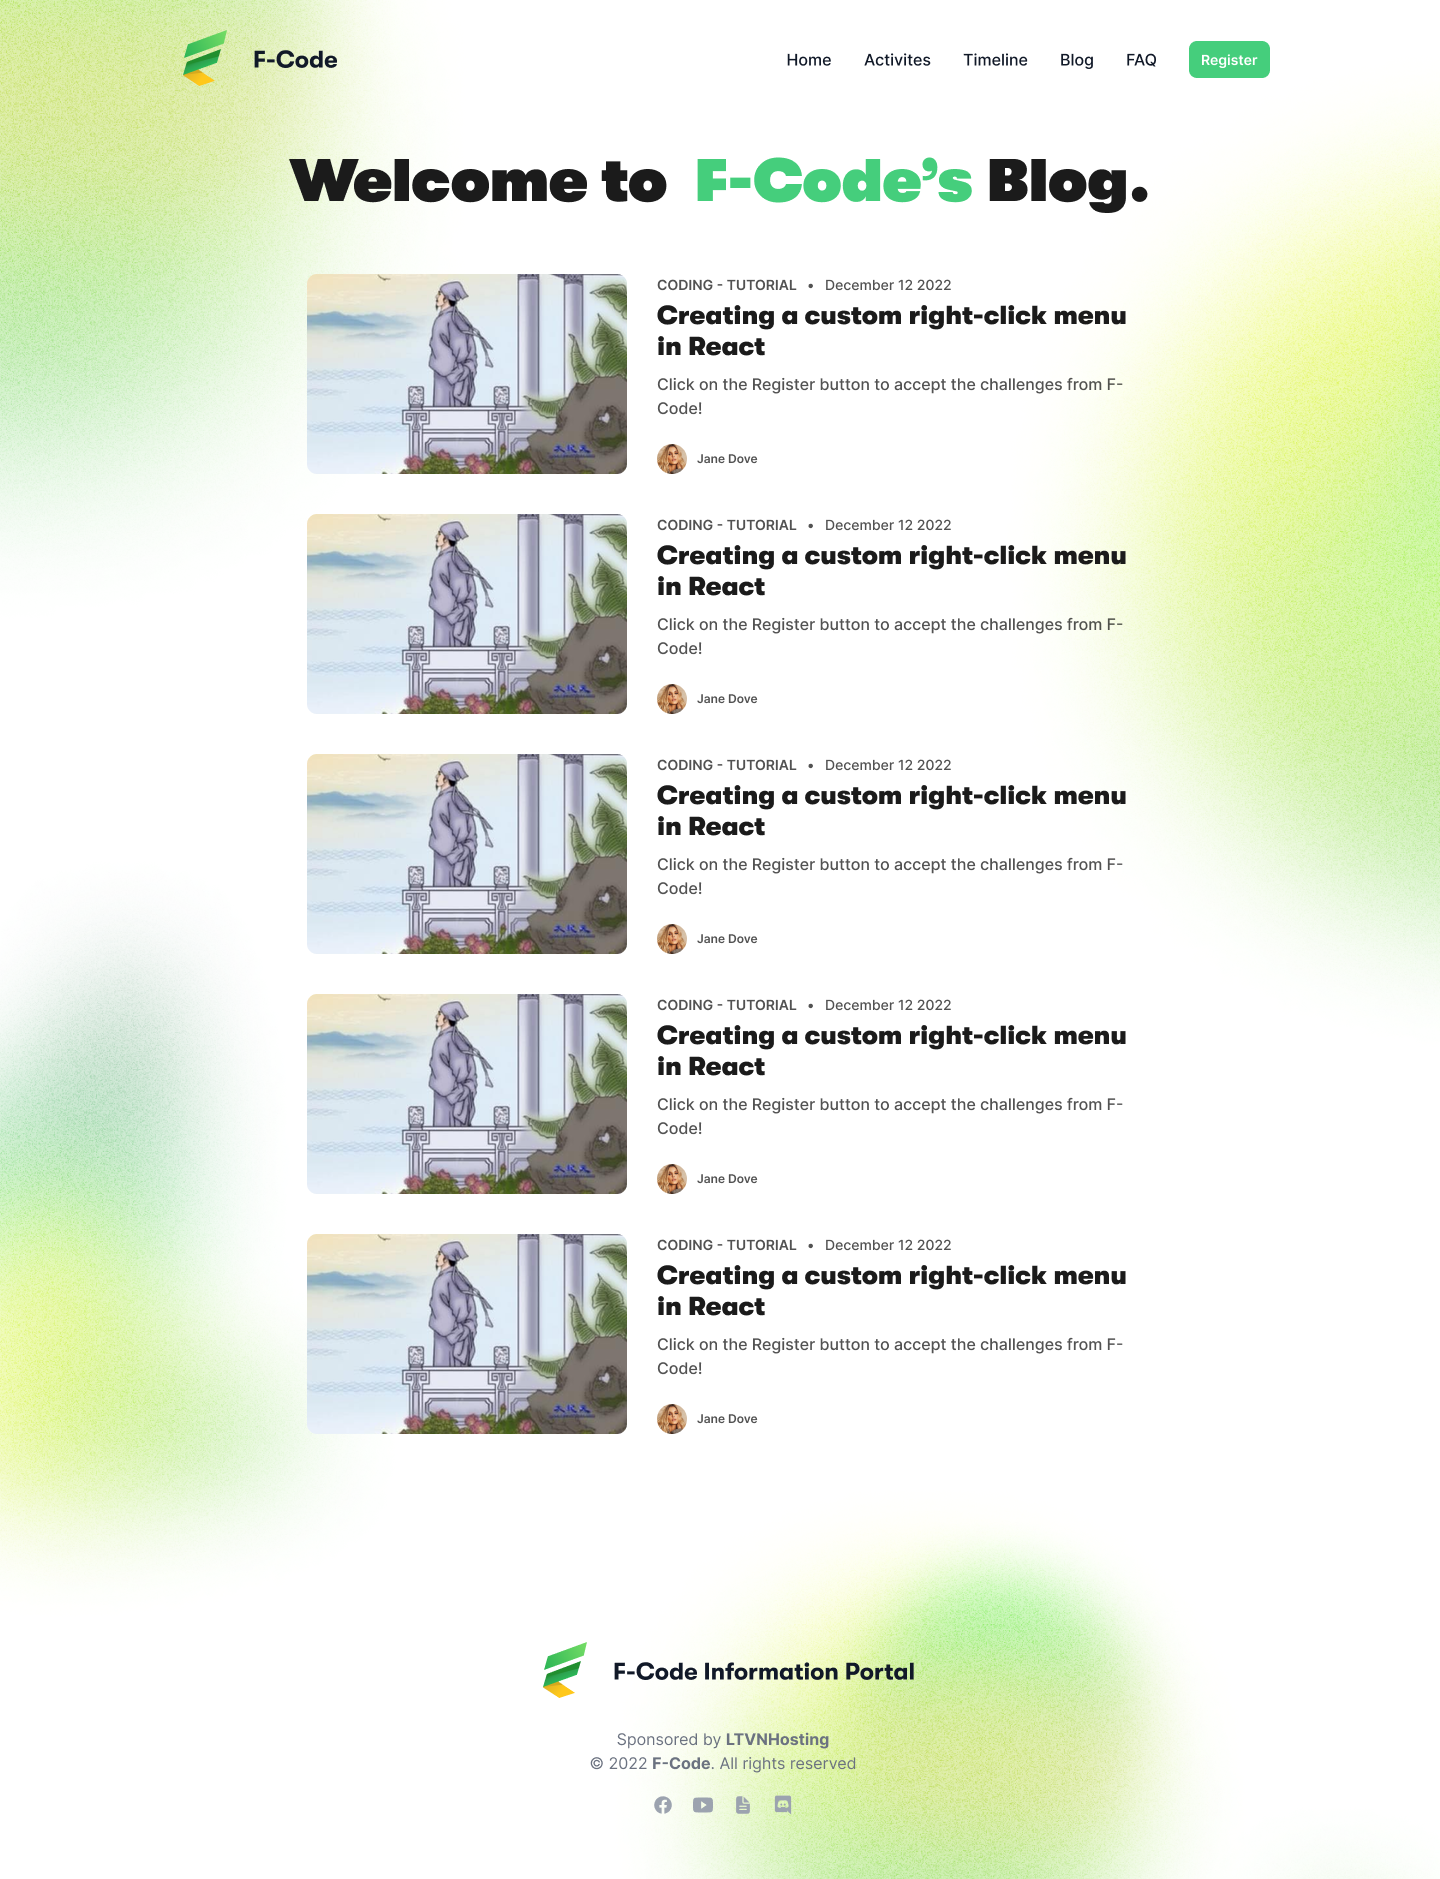 F-Code
Home Activites Timeline Blog FAQ Register
Welcome to F-Code’s Blog.
CODING - TUTORIAL • December 12 2022
Creating a custom right-click menu
in React
Click on the Register button to accept the challenges from F-
Code!
Jane Dove
CODING - TUTORIAL • December 12 2022
Creating a custom right-click menu
in React
Click on the Register button to accept the challenges from F-
Code!
Jane Dove
CODING - TUTORIAL • December 12 2022
Creating a custom right-click menu
in React
Click on the Register button to accept the challenges from F-
Code!
Jane Dove
CODING - TUTORIAL • December 12 2022
Creating a custom right-click menu
in React
Click on the Register button to accept the challenges from F-
Code!
Jane Dove
CODING - TUTORIAL • December 12 2022
Creating a custom right-click menu
in React
Click on the Register button to accept the challenges from F-
Code!
Jane Dove
F-Code Information Portal
Sponsored by LTVNHosting
© 2022 F-Code. All rights reserved